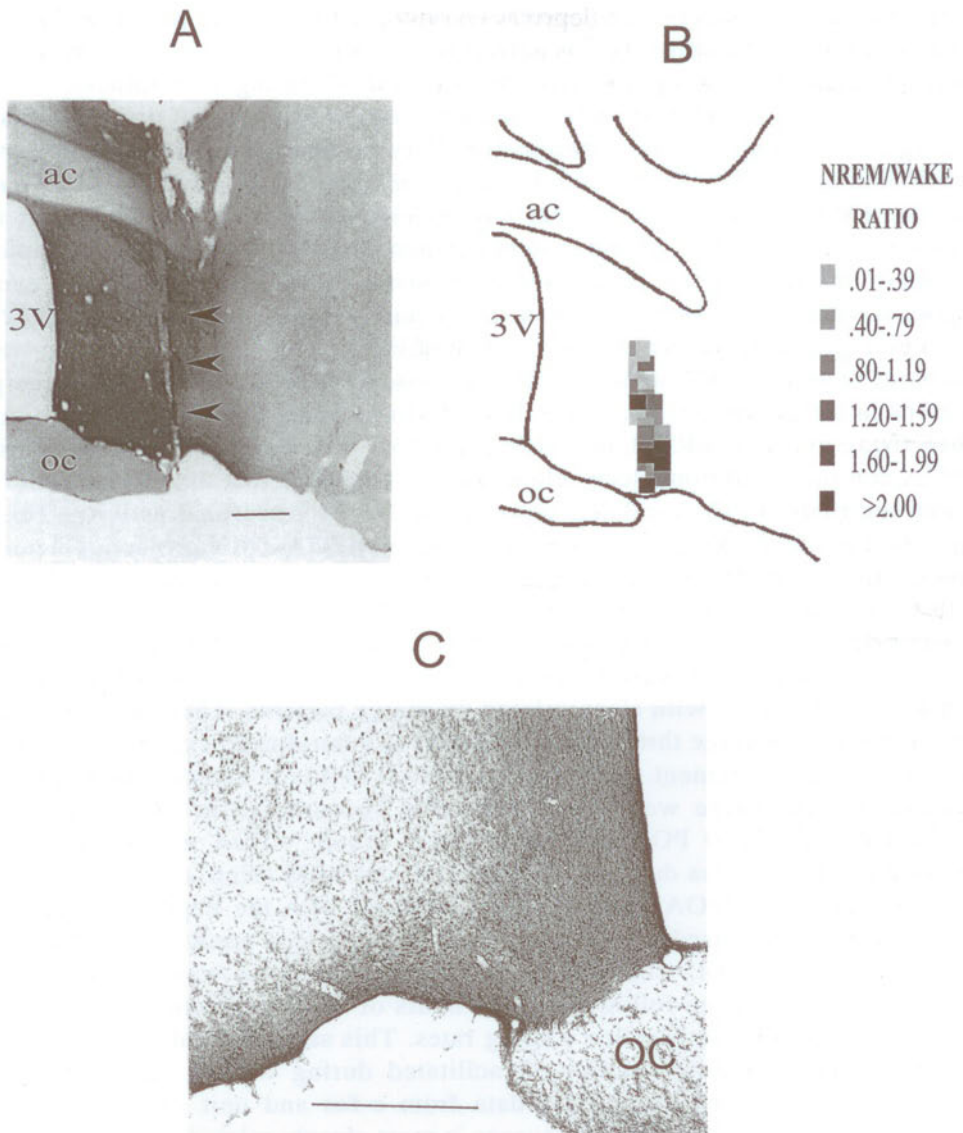 A
B
ac
3V
oc
ac
3V
oc
NREM/WAKE
RATIO
.01-.39
.40-.79
.80-1.19
1.20-1.59
1.60-1.99
>2.00
C
OC